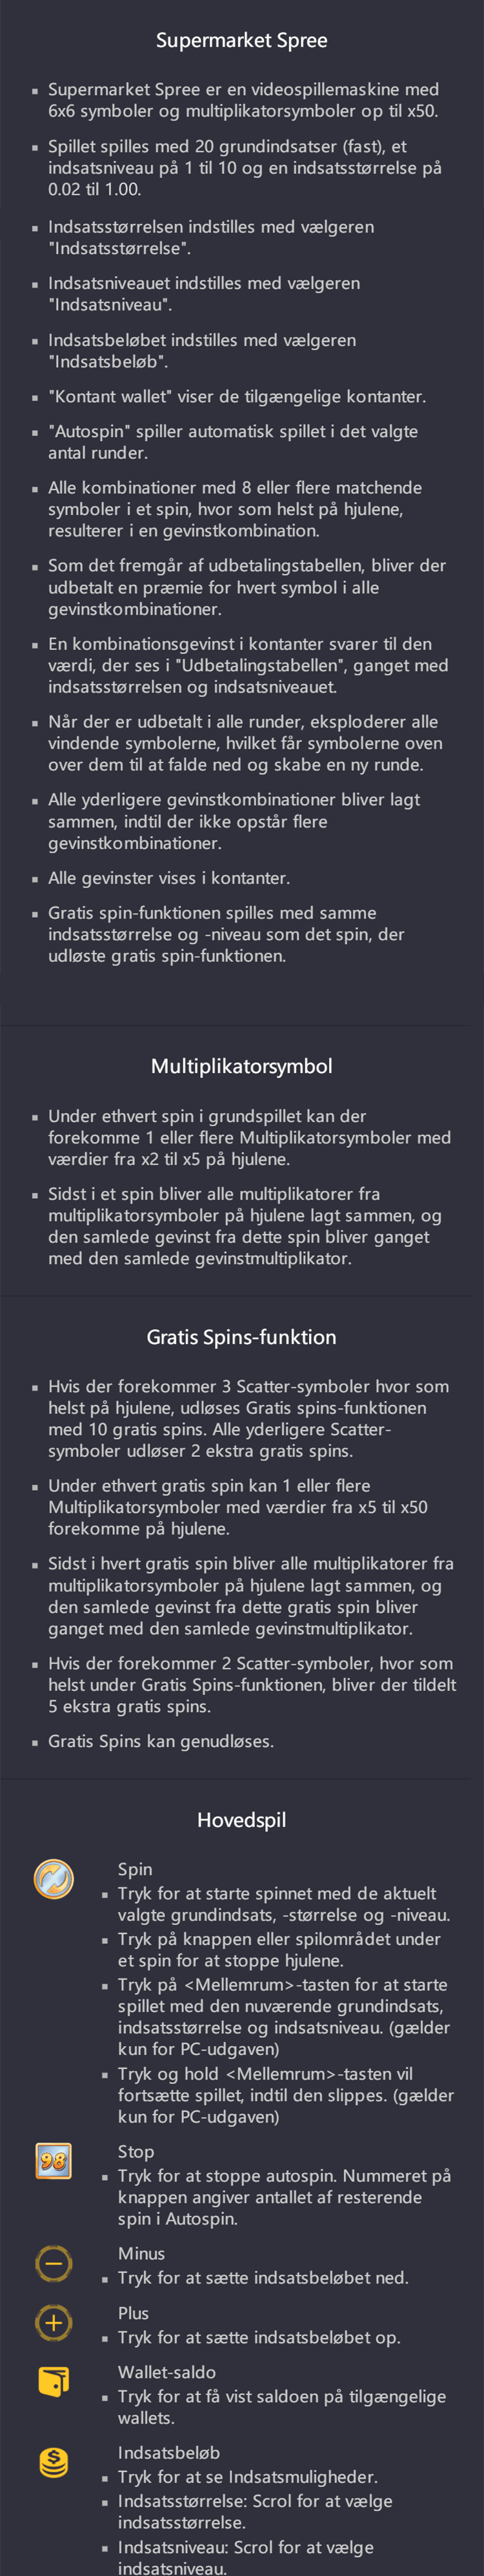 Supermarket Spree
▪ Supermarket Spree er en videospillemaskine med
6x6 symboler og multiplikatorsymboler op til x50.
▪ Spillet spilles med 20 grundindsatser (fast), et
indsatsniveau på 1 til 10 og en indsatsstørrelse på
0.02 til 1.00.
▪ Indsatsstørrelsen indstilles med vælgeren
"Indsatsstørrelse".
▪ Indsatsniveauet indstilles med vælgeren
"Indsatsniveau".
▪ Indsatsbeløbet indstilles med vælgeren
"Indsatsbeløb".
▪ "Kontant wallet" viser de tilgængelige kontanter.
▪ "Autospin" spiller automatisk spillet i det valgte
antal runder.
▪ Alle kombinationer med 8 eller flere matchende
symboler i et spin, hvor som helst på hjulene,
resulterer i en gevinstkombination.
▪ Som det fremgår af udbetalingstabellen, bliver der
udbetalt en præmie for hvert symbol i alle
gevinstkombinationer.
▪ En kombinationsgevinst i kontanter svarer til den
værdi, der ses i "Udbetalingstabellen", ganget med
indsatsstørrelsen og indsatsniveauet.
▪ Når der er udbetalt i alle runder, eksploderer alle
vindende symbolerne, hvilket får symbolerne oven
over dem til at falde ned og skabe en ny runde.
▪ Alle yderligere gevinstkombinationer bliver lagt
sammen, indtil der ikke opstår flere
gevinstkombinationer.
▪ Alle gevinster vises i kontanter.
▪ Gratis spin-funktionen spilles med samme
indsatsstørrelse og -niveau som det spin, der
udløste gratis spin-funktionen.
Multiplikatorsymbol
▪ Under ethvert spin i grundspillet kan der
forekomme 1 eller flere Multiplikatorsymboler med
værdier fra x2 til x5 på hjulene.
▪ Sidst i et spin bliver alle multiplikatorer fra
multiplikatorsymboler på hjulene lagt sammen, og
den samlede gevinst fra dette spin bliver ganget
med den samlede gevinstmultiplikator.
Gratis Spins-funktion
▪ Hvis der forekommer 3 Scatter-symboler hvor som
helst på hjulene, udløses Gratis spins-funktionen
med 10 gratis spins. Alle yderligere Scatter-
symboler udløser 2 ekstra gratis spins.
▪ Under ethvert gratis spin kan 1 eller flere
Multiplikatorsymboler med værdier fra x5 til x50
forekomme på hjulene.
▪ Sidst i hvert gratis spin bliver alle multiplikatorer fra
multiplikatorsymboler på hjulene lagt sammen, og
den samlede gevinst fra dette gratis spin bliver
ganget med den samlede gevinstmultiplikator.
▪ Hvis der forekommer 2 Scatter-symboler, hvor som
helst under Gratis Spins-funktionen, bliver der tildelt
5 ekstra gratis spins.
▪ Gratis Spins kan genudløses.
Hovedspil
Spin
▪ Tryk for at starte spinnet med de aktuelt
valgte grundindsats, -størrelse og -niveau.
▪ Tryk på knappen eller spilområdet under
et spin for at stoppe hjulene.
▪ Tryk på <Mellemrum>-tasten for at starte
spillet med den nuværende grundindsats,
indsatsstørrelse og indsatsniveau. (gælder
kun for PC-udgaven)
▪ Tryk og hold <Mellemrum>-tasten vil
fortsætte spillet, indtil den slippes. (gælder
kun for PC-udgaven)
98
Stop
▪ Tryk for at stoppe autospin. Nummeret på
knappen angiver antallet af resterende
spin i Autospin.
Minus
▪ Tryk for at sætte indsatsbeløbet ned.
Plus
▪ Tryk for at sætte indsatsbeløbet op.
Wallet-saldo
▪ Tryk for at få vist saldoen på tilgængelige
wallets.
Indsatsbeløb
▪ Tryk for at se Indsatsmuligheder.
▪ Indsatsstørrelse: Scrol for at vælge
indsatsstørrelse.
▪ Indsatsniveau: Scrol for at vælge
indsatsniveau.